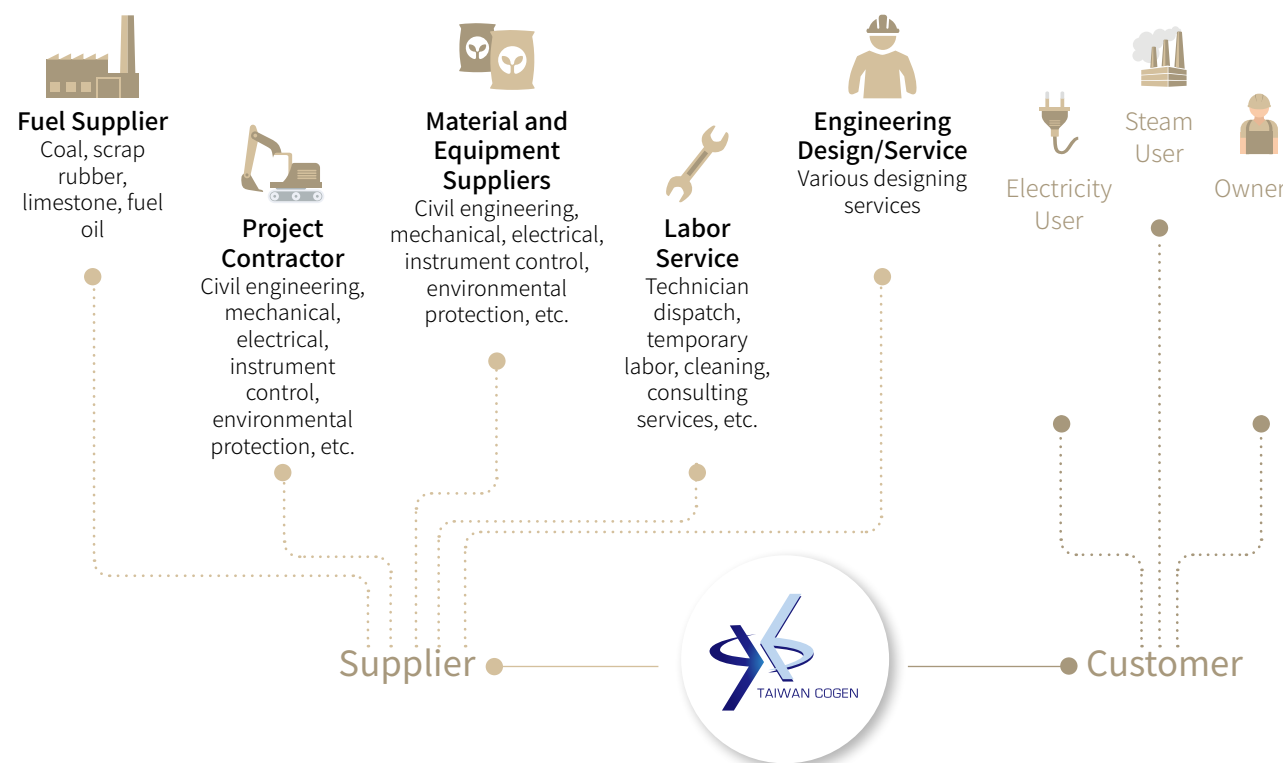 Fuel Supplier
Coal, scrap
rubber,
limestone, fuel
oil
Project
Contractor
Civil engineering,
mechanical,
electrical,
instrument
control,
environmental
protection, etc.
Material and
Equipment
Suppliers
Civil engineering,
mechanical, electrical,
instrument control,
environmental
protection, etc.
Labor
Service
Technician
dispatch,
temporary
labor, cleaning,
consulting
services, etc.
Engineering
Design/Service
Various designing
services
Electricity
User
Steam
User
Owner
Supplier
TAIWAN COGEN
Customer